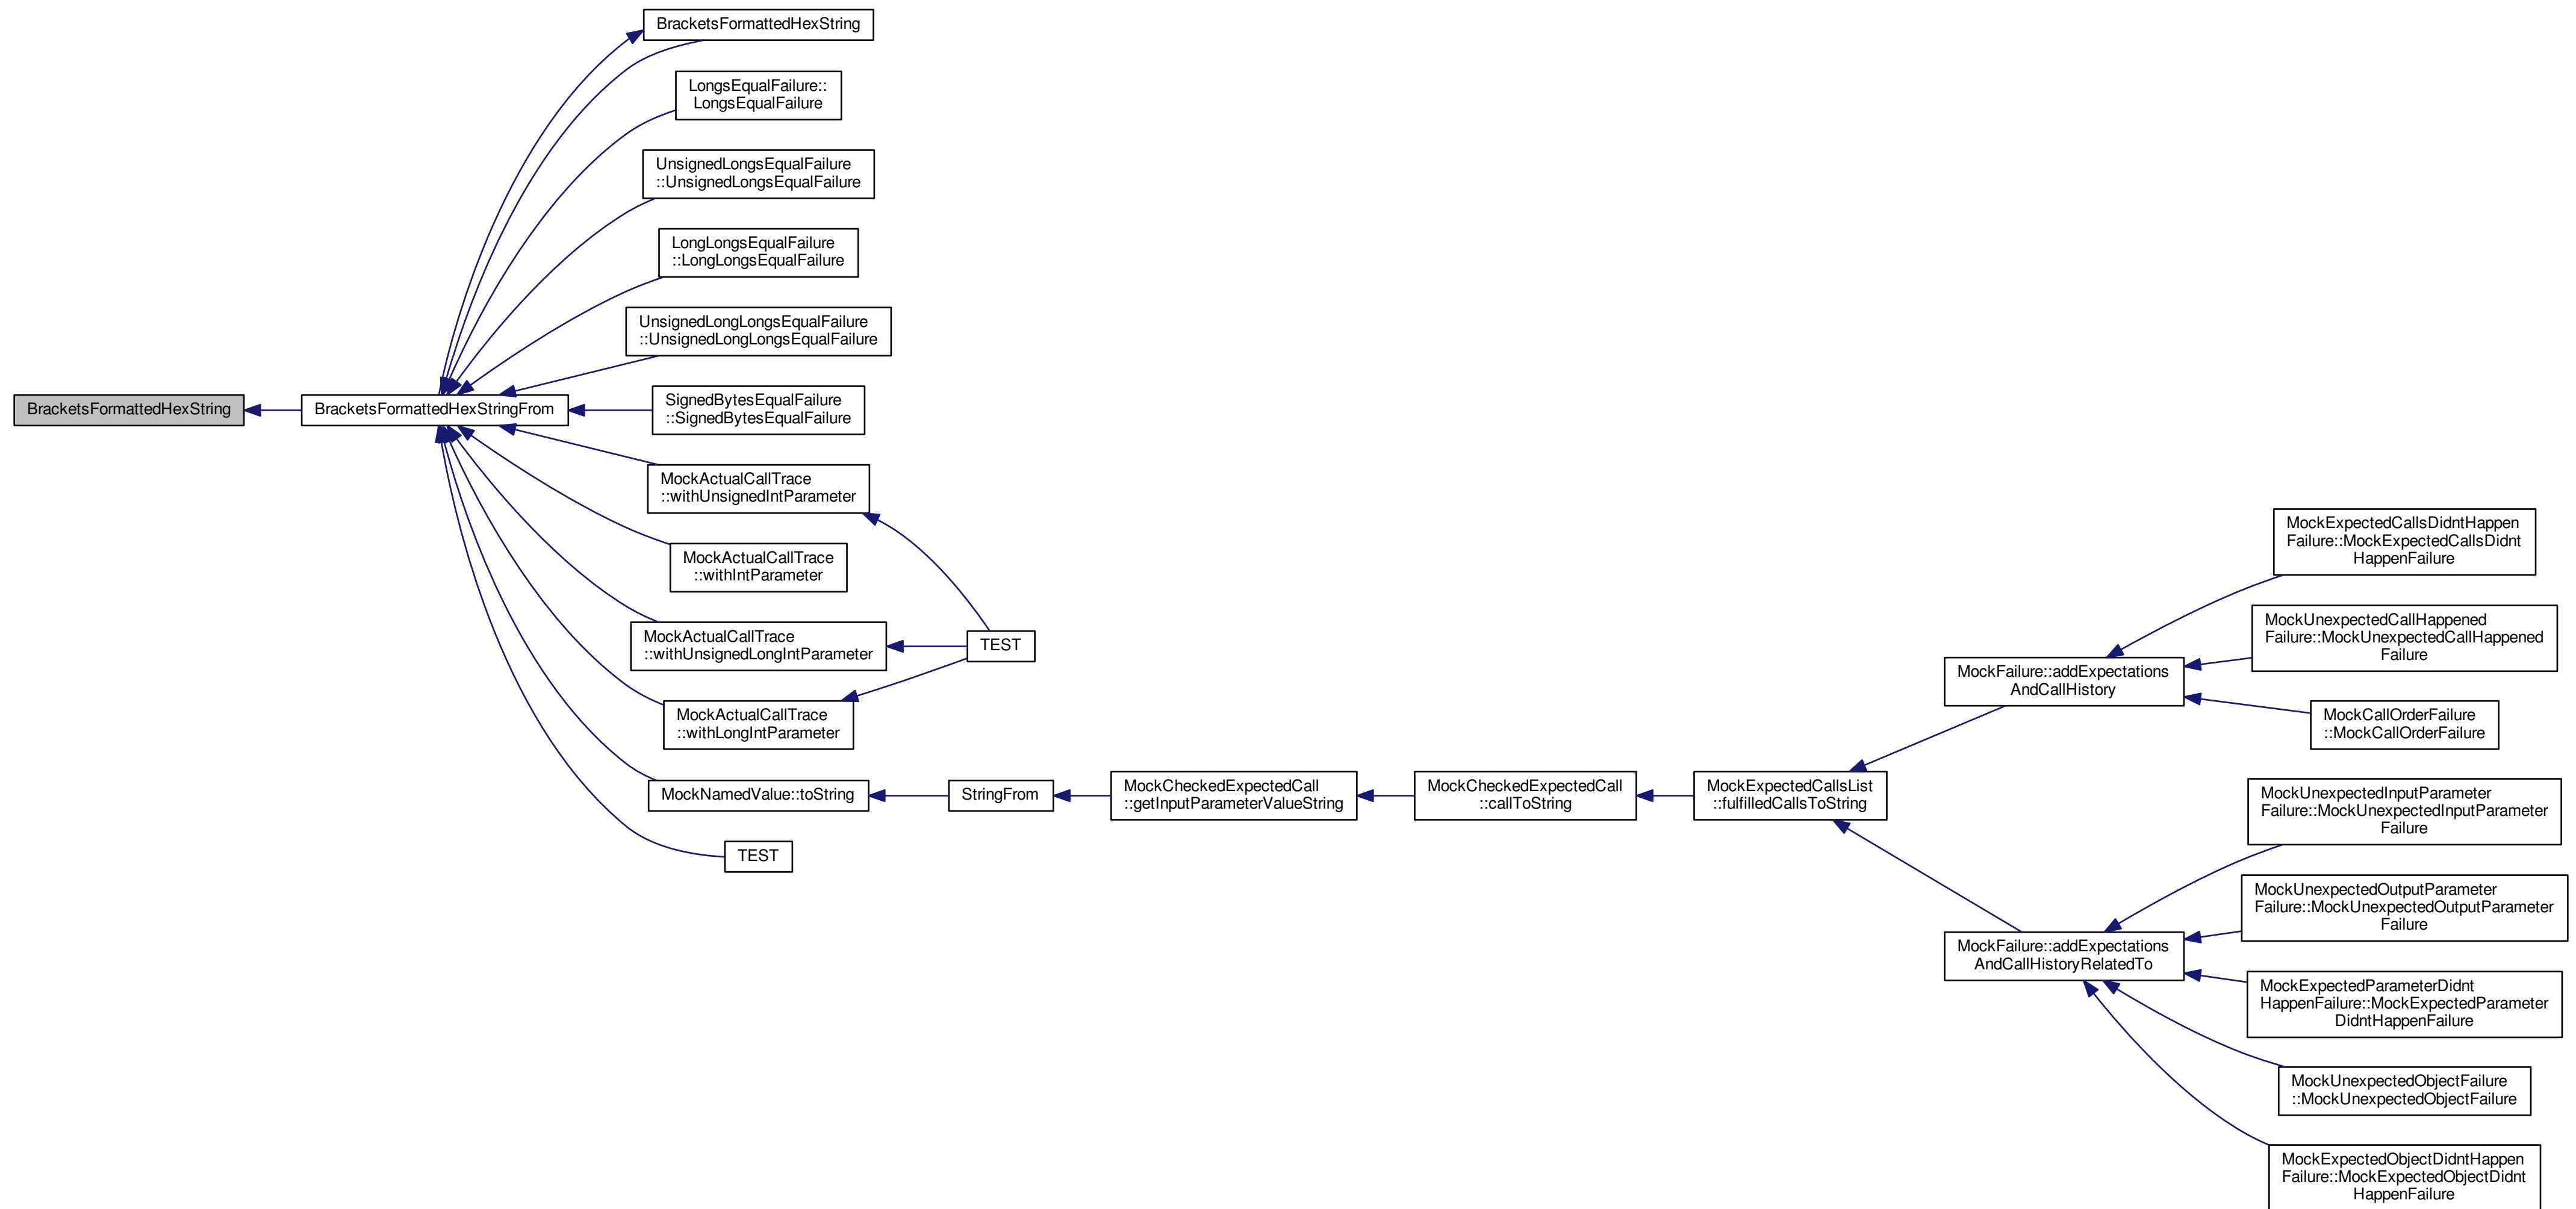 BracketsFormattedHexString
BracketsFormattedHexStringFrom
BracketsFormattedHexString
LongsEqualFailure::
LongsEqualFailure
UnsignedLongsEqualFailure
::UnsignedLongsEqualFailure
LongLongsEqualFailure
::LongLongsEqualFailure
UnsignedLongLongsEqualFailure
::UnsignedLongLongsEqualFailure
SignedBytesEqualFailure
::SignedBytesEqualFailure
MockActualCallTrace
::withUnsignedIntParameter
MockActualCallTrace
::withIntParameter
MockActualCallTrace
::withUnsignedLongIntParameter
MockActualCallTrace
::withLongIntParameter
MockNamedValue::toString
TEST
TEST
StringFrom
MockCheckedExpectedCall
::getInputParameterValueString
MockCheckedExpectedCall
::callToString
MockExpectedCallsList
::fulfilledCallsToString
MockFailure::addExpectations
AndCallHistory
MockFailure::addExpectations
AndCallHistoryRelatedTo
MockExpectedCallsDidntHappen
Failure::MockExpectedCallsDidnt
HappenFailure
MockUnexpectedCallHappened
Failure::MockUnexpectedCallHappened
Failure
MockCallOrderFailure
::MockCallOrderFailure
MockUnexpectedInputParameter
Failure::MockUnexpectedInputParameter
Failure
MockUnexpectedOutputParameter
Failure::MockUnexpectedOutputParameter
Failure
MockExpectedParameterDidnt
HappenFailure::MockExpectedParameter
DidntHappenFailure
MockUnexpectedObjectFailure
::MockUnexpectedObjectFailure
MockExpectedObjectDidntHappen
Failure::MockExpectedObjectDidnt
HappenFailure